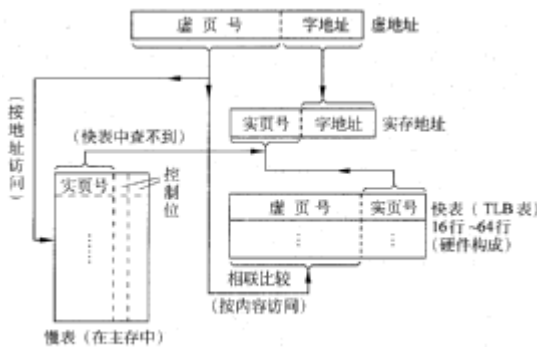 虚页号 字地址 虚地址
(按地址访问)
实页号 字地址 实存地址
(快表中查不到)
实页号 控制位
虚页号 实页号 快表(TLB表)
16行~64行
(硬件构成)
相联比较
(按内容访问)
慢表(在主存中)